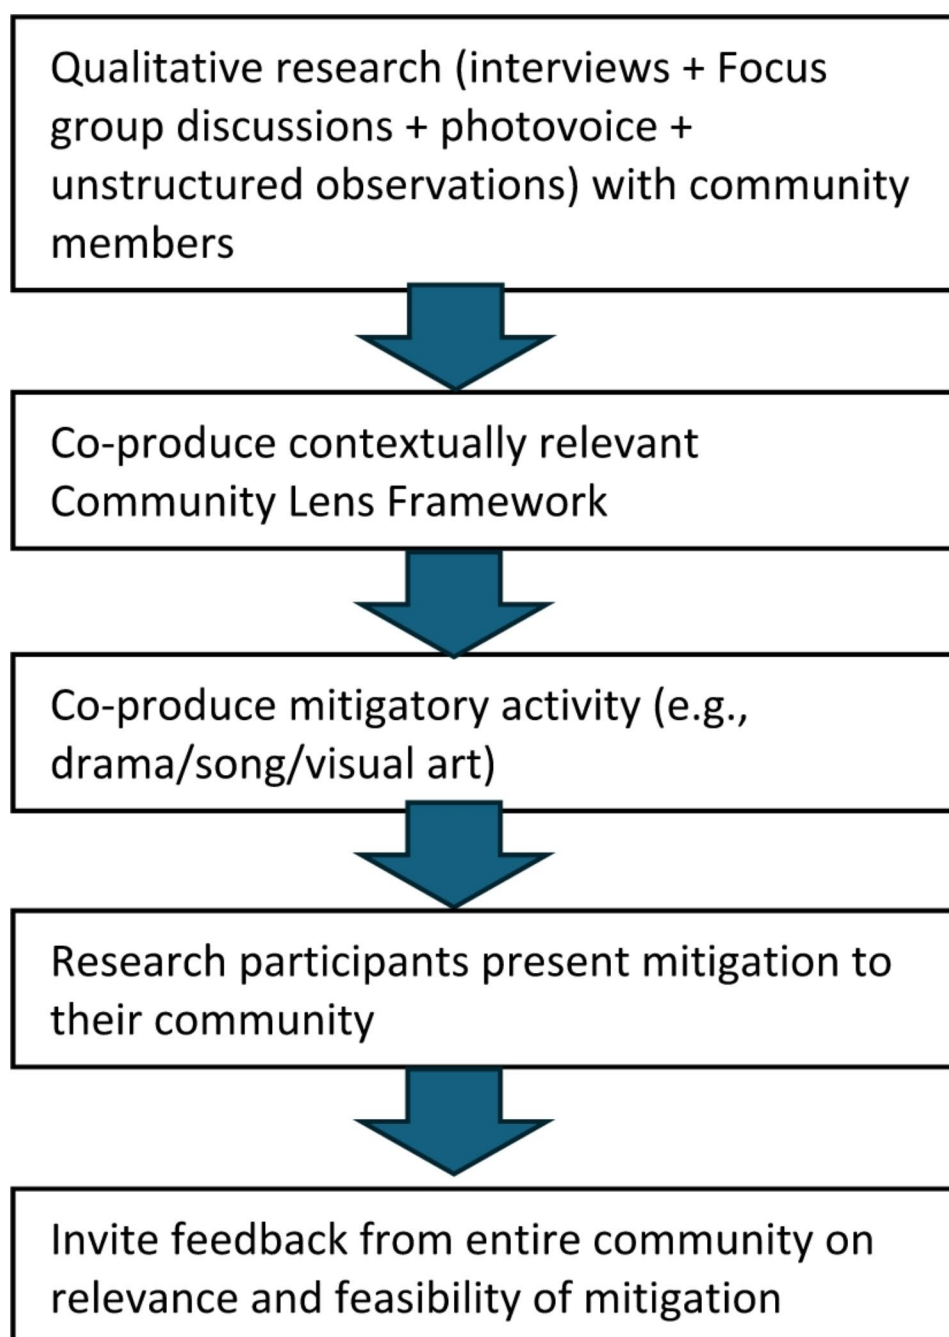 Qualitative research (interviews + Focus
group discussions + photovoice +
unstructured observations) with community
members
Co-produce contextually relevant
Community Lens Framework
Co-produce mitigatory activity (e.g.,
drama/song/visual art)
Research participants present mitigation to
their community
Invite feedback from entire community on
relevance and feasibility of mitigation